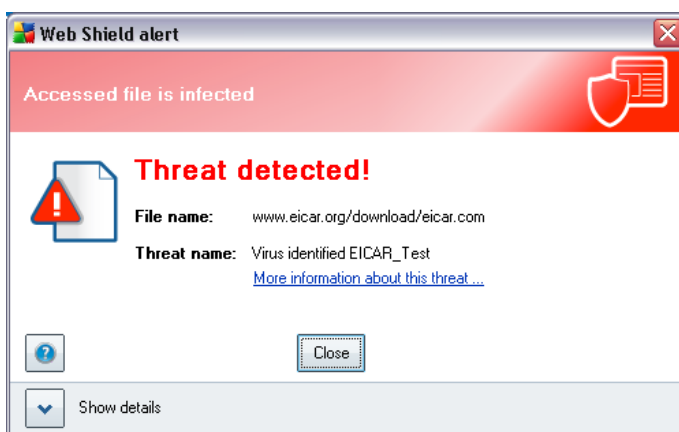 Web Shield alert
Accessed file is infected
Threat detected!
File name: www.eicar.org/download/eicar.com
Threat name: Virus identified EICAR_Test
More information about this threat ...
Close
Show details